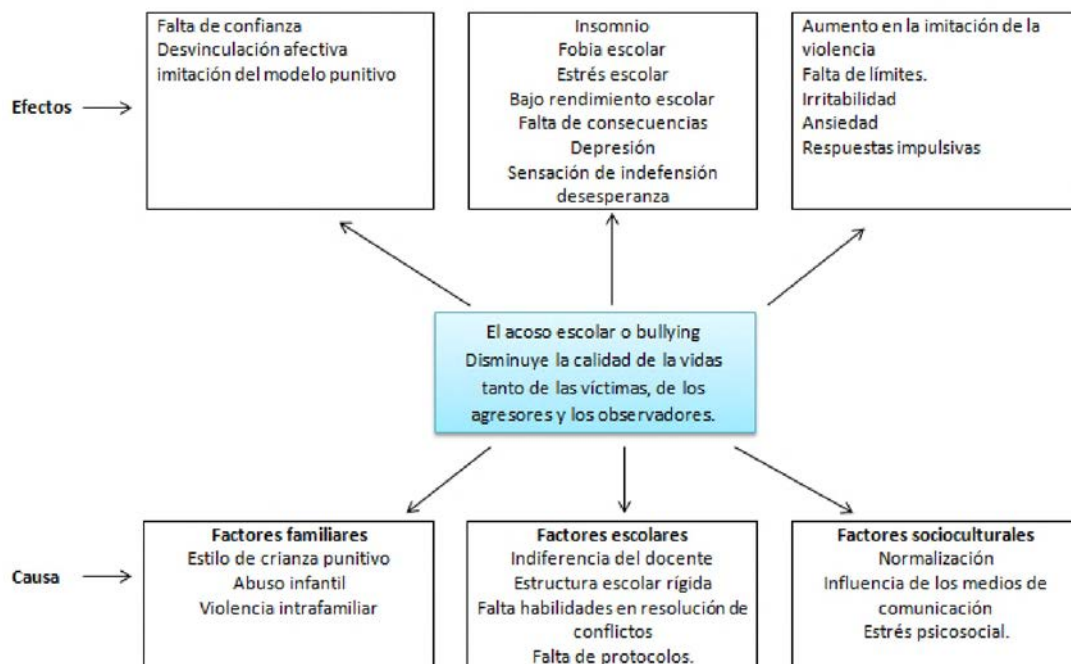 Falta de confianza
Desvinculación afectiva
imitación del modelo punitivo
Insomnio
Fobia escolar
Estrés escolar
Bajo rendimiento escolar
Falta de consecuencias
Depresión
Sensación de indefensión
desesperanza
Aumento en la imitación de la
violencia
Falta de límites.
Irritabilidad
Ansiedad
Respuestas impulsivas
Efectos
El acoso escolar o bullying
Disminuye la calidad de la vidas
tanto de las víctimas, de los
agresores y los observadores.
Causa
Factores familiares
Estilo de crianza punitivo
Abuso infantil
Violencia intrafamiliar
Factores escolares
Indiferencia del docente
Estructura escolar rígida
Falta habilidades en resolución de
conflictos
Falta de protocolos.
Factores socioculturales
Normalización
Influencia de los medios de
comunicación
Estrés psicosocial.